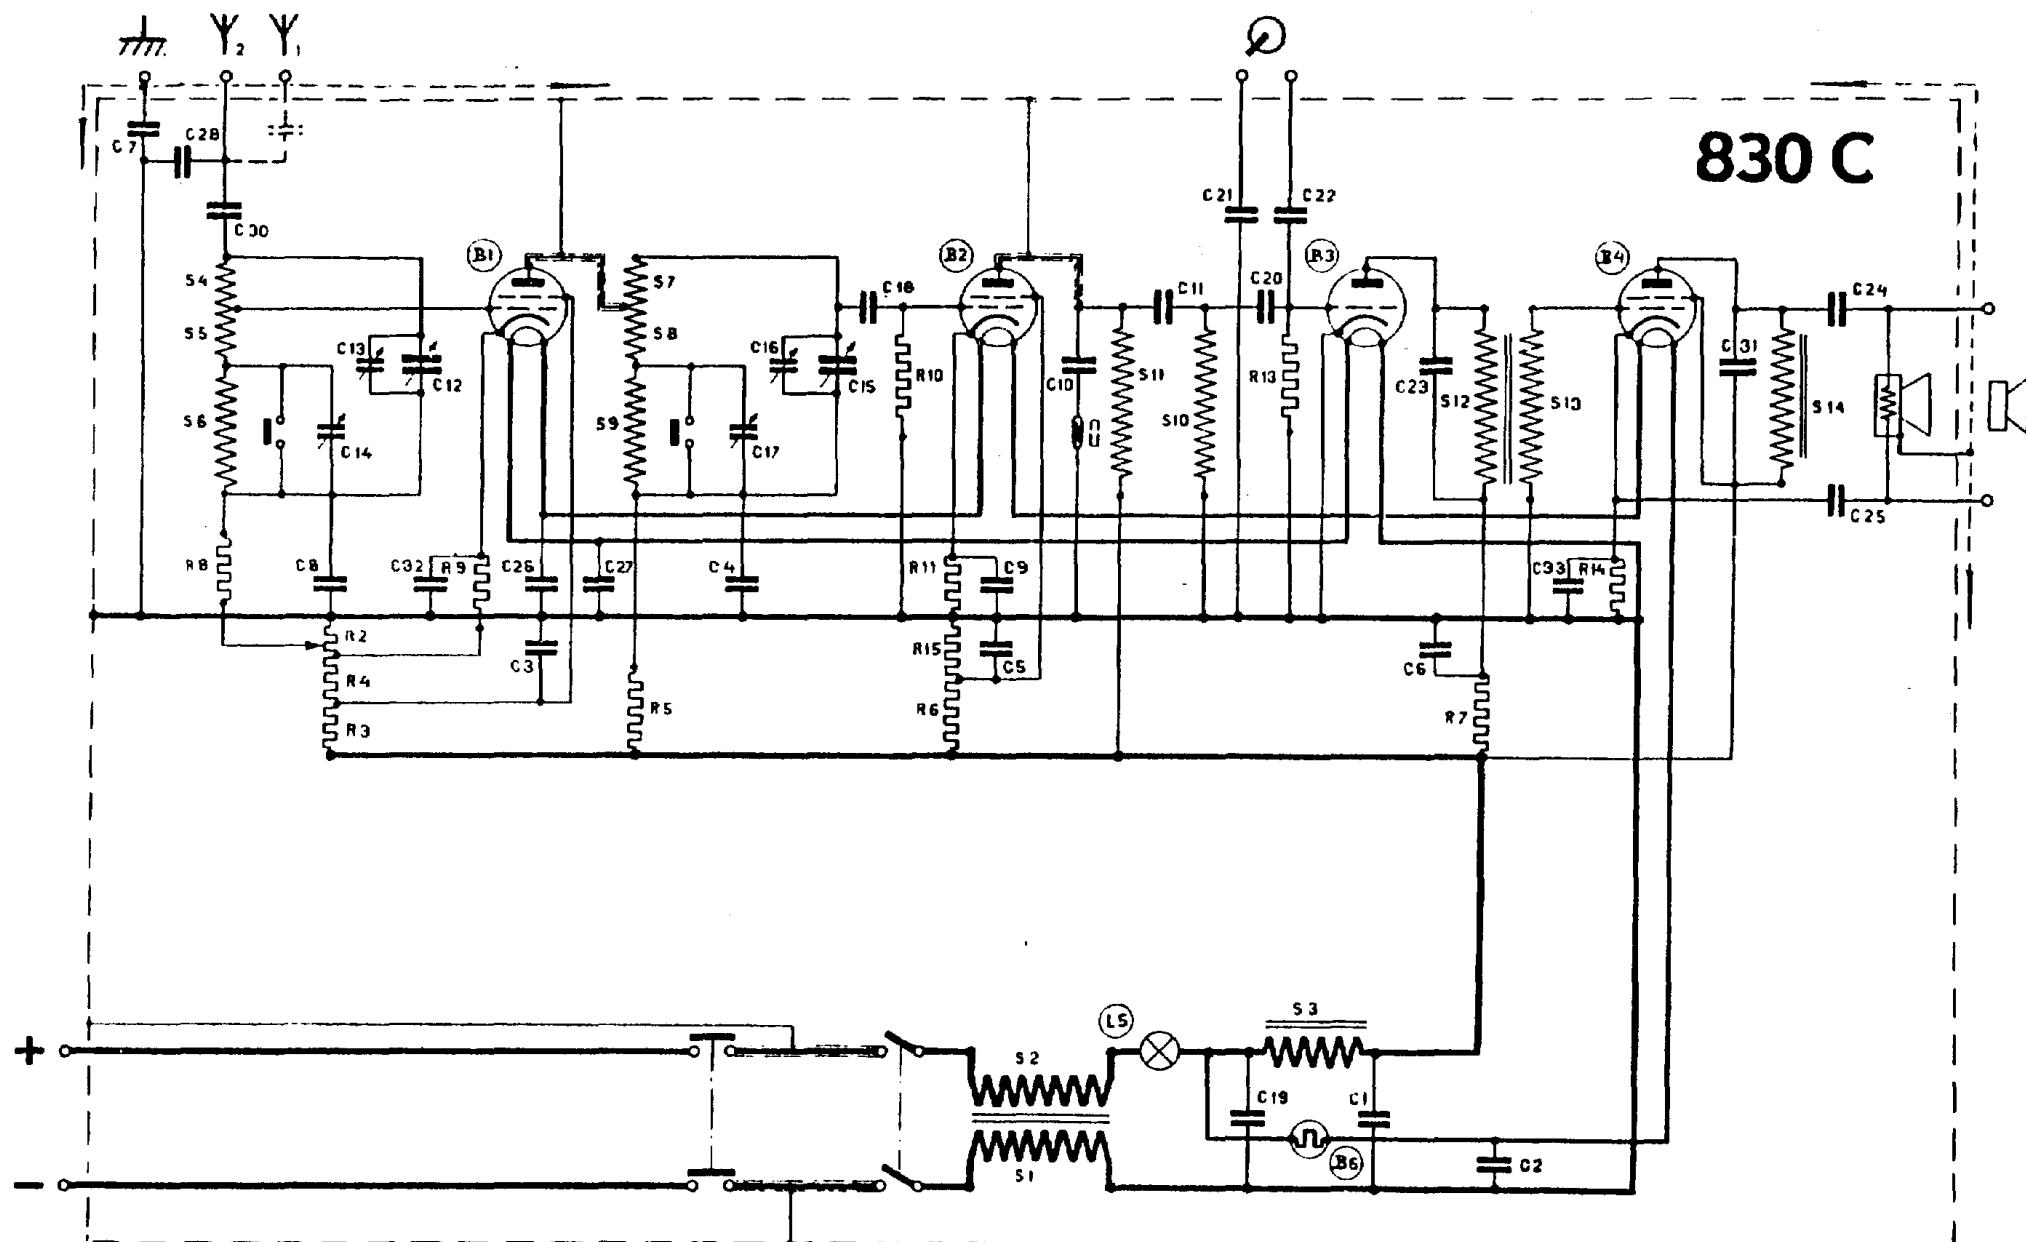 2 1
C7 C28
830 C
C21 C22
C30
B1 B2 B3 B4
S4 S7 C18 C11 C20 C24
S5 C13 C12 S8 C16 C15 R10 C10 S11 R13 C23 C31
S6 C14 S9 C17 S10 S12 S13 S14
C25
R8 C8 C32 R9 C26 C27 C4 R11 C9 C33 R14
R2 C3 R15 C5 C6
R4 R5 R6 R7
R3
+ S2 L5 S3
C19 C1
- S1 B6 C2